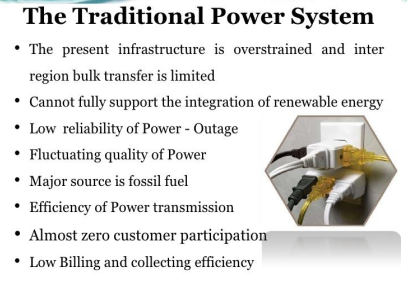 The Traditional Power System
• The present infrastructure is overstrained and inter
region bulk transfer is limited
• Cannot fully support the integration of renewable energy
• Low reliability of Power - Outage
• Fluctuating quality of Power
• Major source is fossil fuel
• Efficiency of Power transmission
• Almost zero customer participation
• Low Billing and collecting efficiency